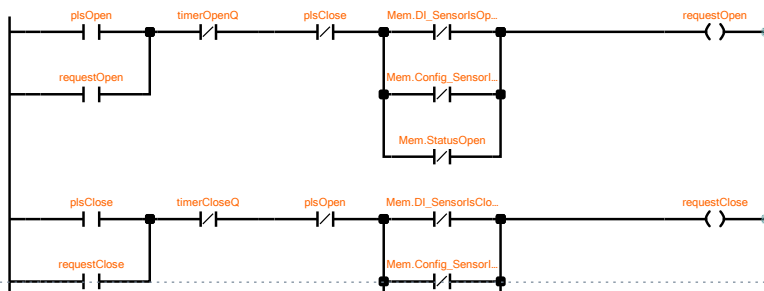 plsOpen timerOpenQ plsClose Mem.DI_SensorIsOp... requestOpen
requestOpen Mem.Config_SensorI...
Mem.StatusOpen
plsClose timerCloseQ plsOpen Mem.DI_SensorIsClo... requestClose
requestClose Mem.Config_SensorI...